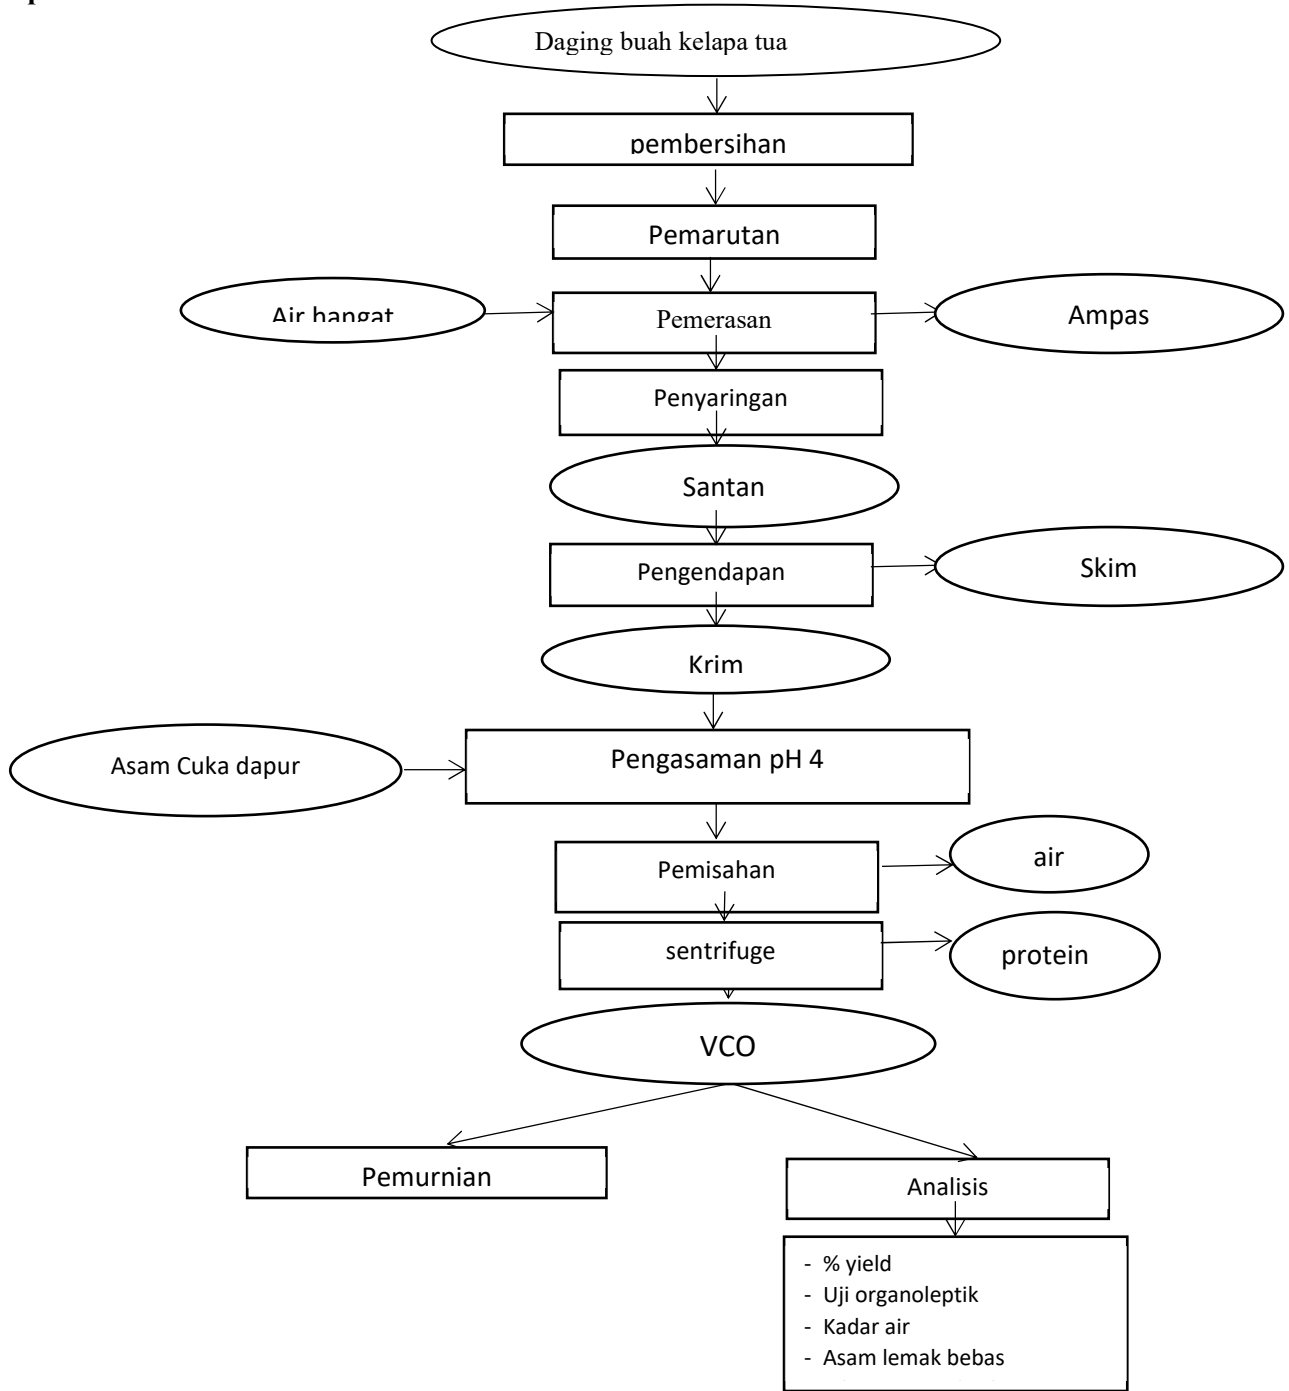 Daging buah kelapa tua
pembersihan
Pemarutan
Air hangat
Pemerasan
Ampas
Penyaringan
Santan
Pengendapan
Skim
Krim
Asam Cuka dapur
Pengasaman pH 4
Pemisahan
air
sentrifuge
protein
VCO
Pemurnian
Analisis
- % yield
- Uji organoleptik
- Kadar air
- Asam lemak bebas